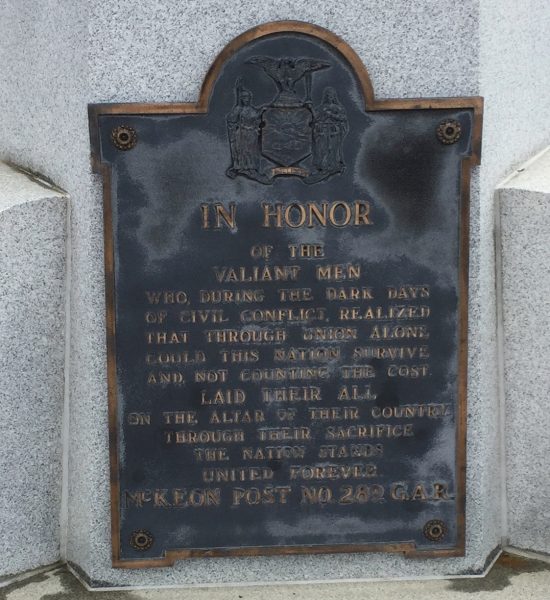 IN HONOR
OF THE
VALIANT MEN
WHO, DURING THE DARK DAYS
OF CIVIL CONFLICT, REALIZED
THAT THROUGH UNION ALONE
COULD THIS NATION SURVIVE
AND, NOT COUNTING THE COST
LAID THEIR ALL
ON THE ALTAR OF THEIR COUNTRY
THROUGH THEIR SACRIFICE
THE NATION STANDS
UNITED FOREVER
McKEON POST NO. 282 G.A.R.